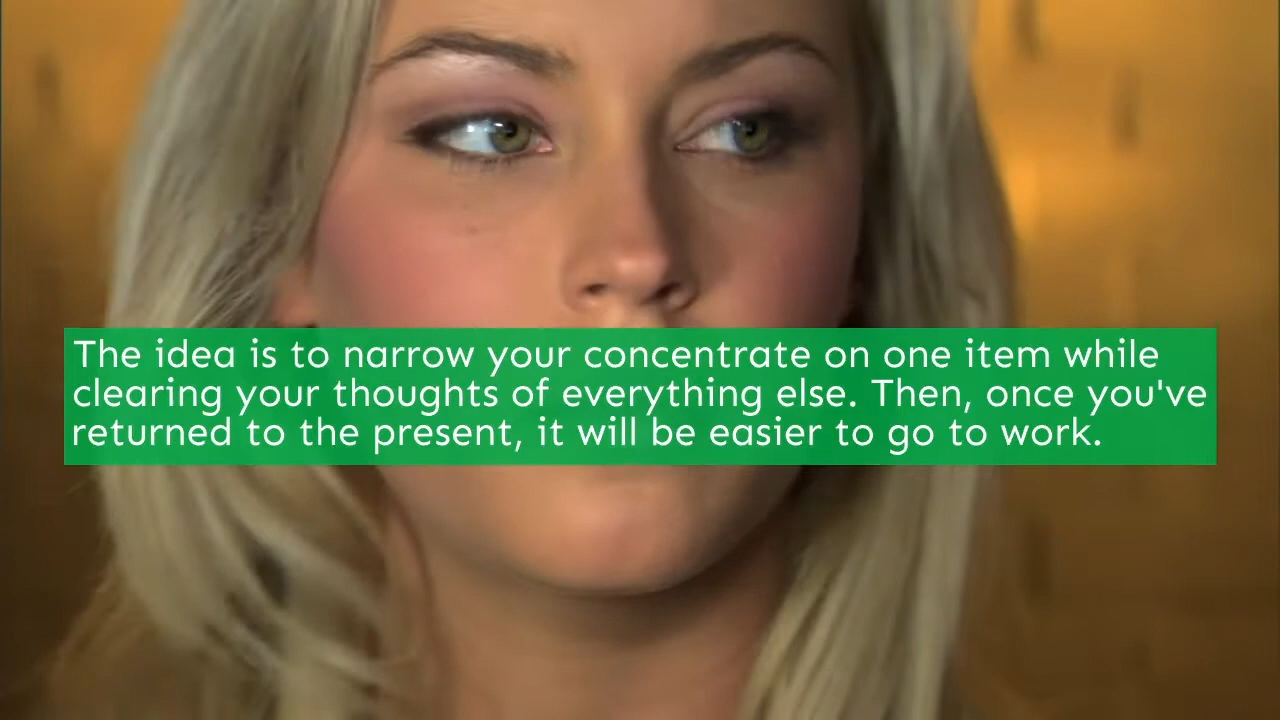 The idea is to narrow your concentrate on one item while
clearing your thoughts of everything else. Then, once you've
returned to the present, it will be easier to go to work.